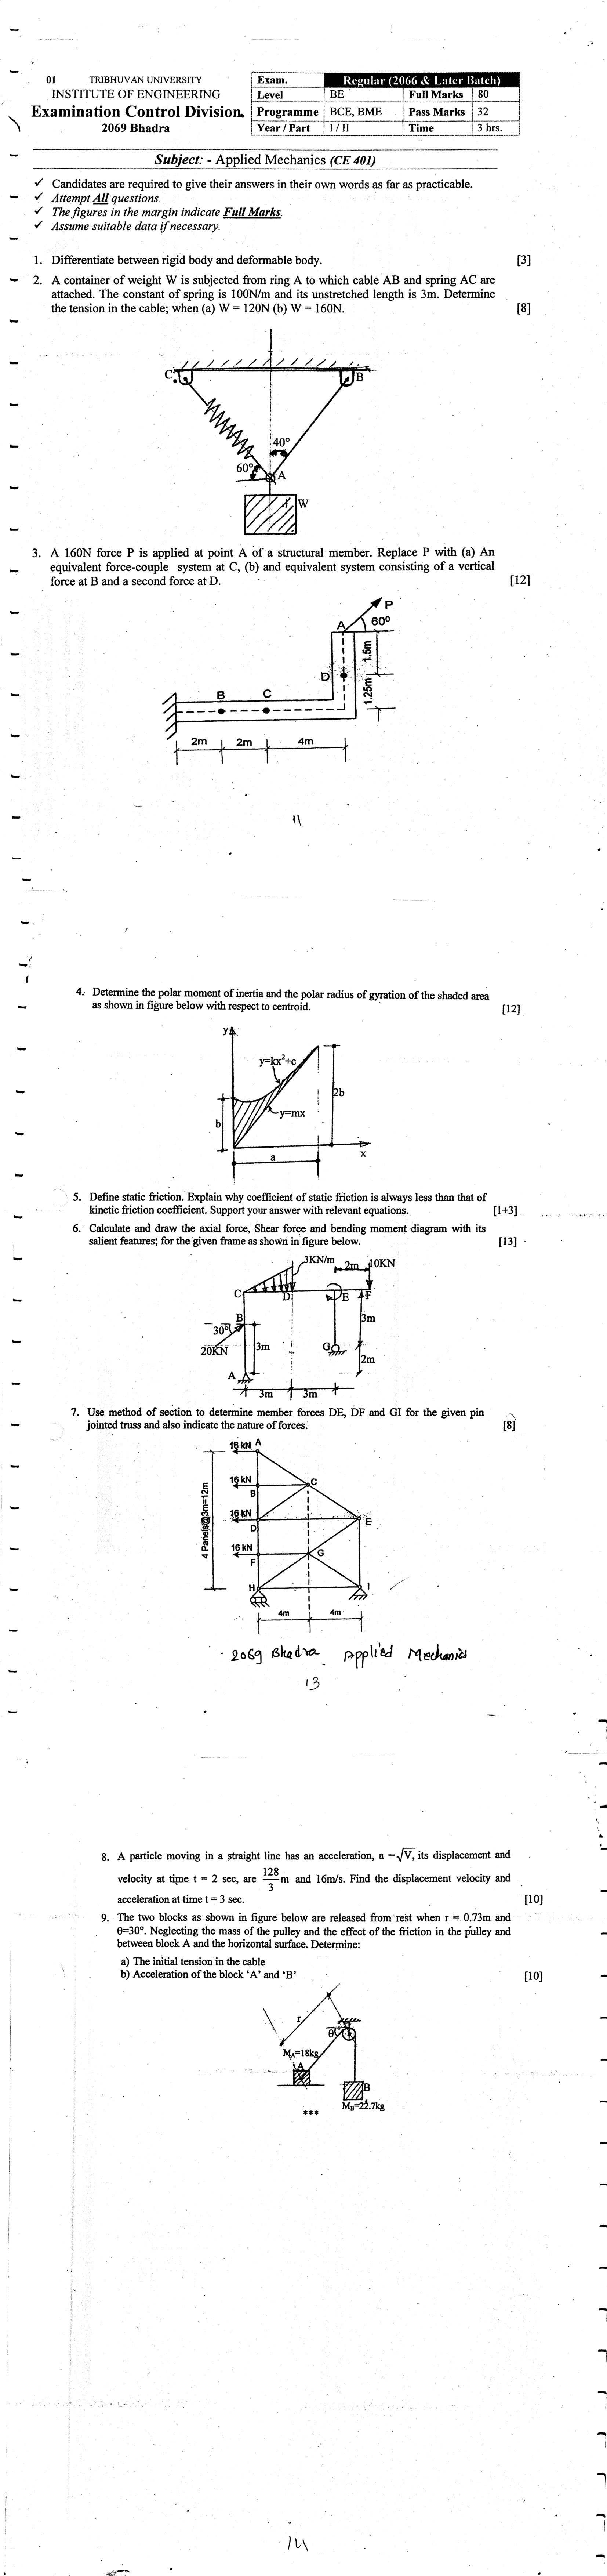 01 TRIBHUVAN UNIVERSITY
INSTITUTE OF ENGINEERING
Examination Control Division
2069 Bhadra
Exam. Regular (2066 & Later Batch)
Level BE Full Marks 80
Programme BCE, BME Pass Marks 32
Year / Part I / II Time 3 hrs.
Subject: - Applied Mechanics (CE 401)
✓ Candidates are required to give their answers in their own words as far as practicable.
✓ Attempt All questions
✓ The figures in the margin indicate Full Marks.
✓ Assume suitable data if necessary.
1. Differentiate between rigid body and deformable body. [3]
2. A container of weight W is subjected from ring A to which cable AB and spring AC are
attached. The constant of spring is 100N/m and its unstretched length is 3m. Determine
the tension in the cable; when (a) W = 120N (b) W = 160N. [8]
C
B
40°
60°
A
W
3. A 160N force P is applied at point A of a structural member. Replace P with (a) An
equivalent force-couple system at C, (b) and equivalent system consisting of a vertical
force at B and a second force at D. [12]
P
A 60º
1.5m
D
1.25m
B C
2m 2m 4m
11
4. Determine the polar moment of inertia and the polar radius of gyration of the shaded area
as shown in figure below with respect to centroid. [12]
y
y=kx²+c
2b
b
y=mx
x
a
5. Define static friction. Explain why coefficient of static friction is always less than that of
kinetic friction coefficient. Support your answer with relevant equations. [1+3]
6. Calculate and draw the axial force, Shear force and bending moment diagram with its
salient features; for the given frame as shown in figure below. [13]
3KN/m 2m 10KN
C D E F
B 3m
30°
20KN 3m G
2m
A
3m 3m
7. Use method of section to determine member forces DE, DF and GI for the given pin
jointed truss and also indicate the nature of forces. [8]
16 kN A
16 kN C
B
16 kN
D E
16 kN
F G
H I
4 Panels@3m=12m
4m 4m
2069 Bhadra Applied Mechanics
13
8. A particle moving in a straight line has an acceleration, a = √V, its displacement and
velocity at time t = 2 sec, are 128/3 m and 16m/s. Find the displacement velocity and
acceleration at time t = 3 sec. [10]
9. The two blocks as shown in figure below are released from rest when r = 0.73m and
θ=30°. Neglecting the mass of the pulley and the effect of the friction in the pulley and
between block A and the horizontal surface. Determine:
a) The initial tension in the cable
b) Acceleration of the block 'A' and 'B' [10]
r
θ
MA=18kg
A
B
MB=22.7kg
***
14